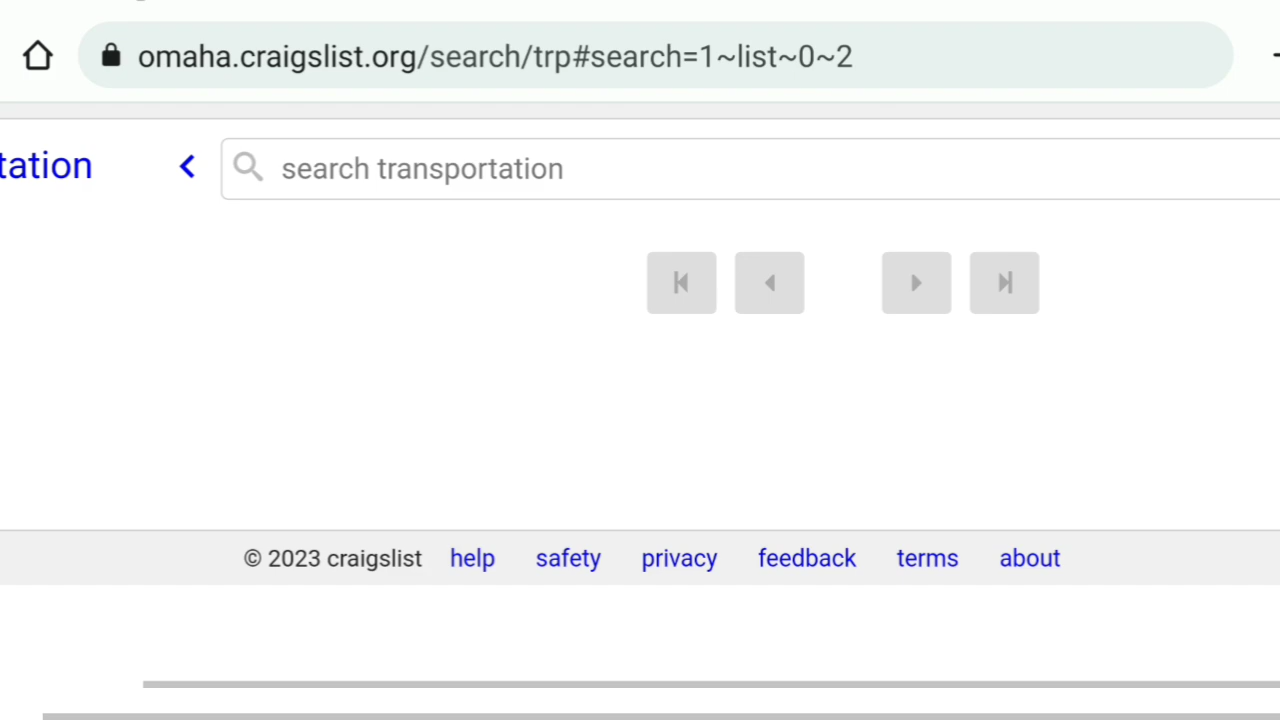 omaha.craigslist.org/search/trp#search=1~list~0~2
tation
search transportation
© 2023 craigslist help safety privacy feedback terms about